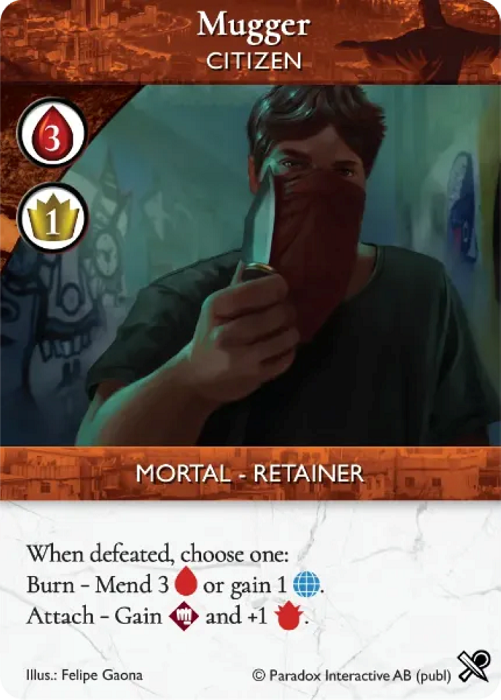 Mugger
CITIZEN
3
1
MORTAL - RETAINER
When defeated, choose one:
Burn - Mend 3 or gain 1 .
Attach - Gain and +1 .
Illus.: Felipe Gaona © Paradox Interactive AB (publ)